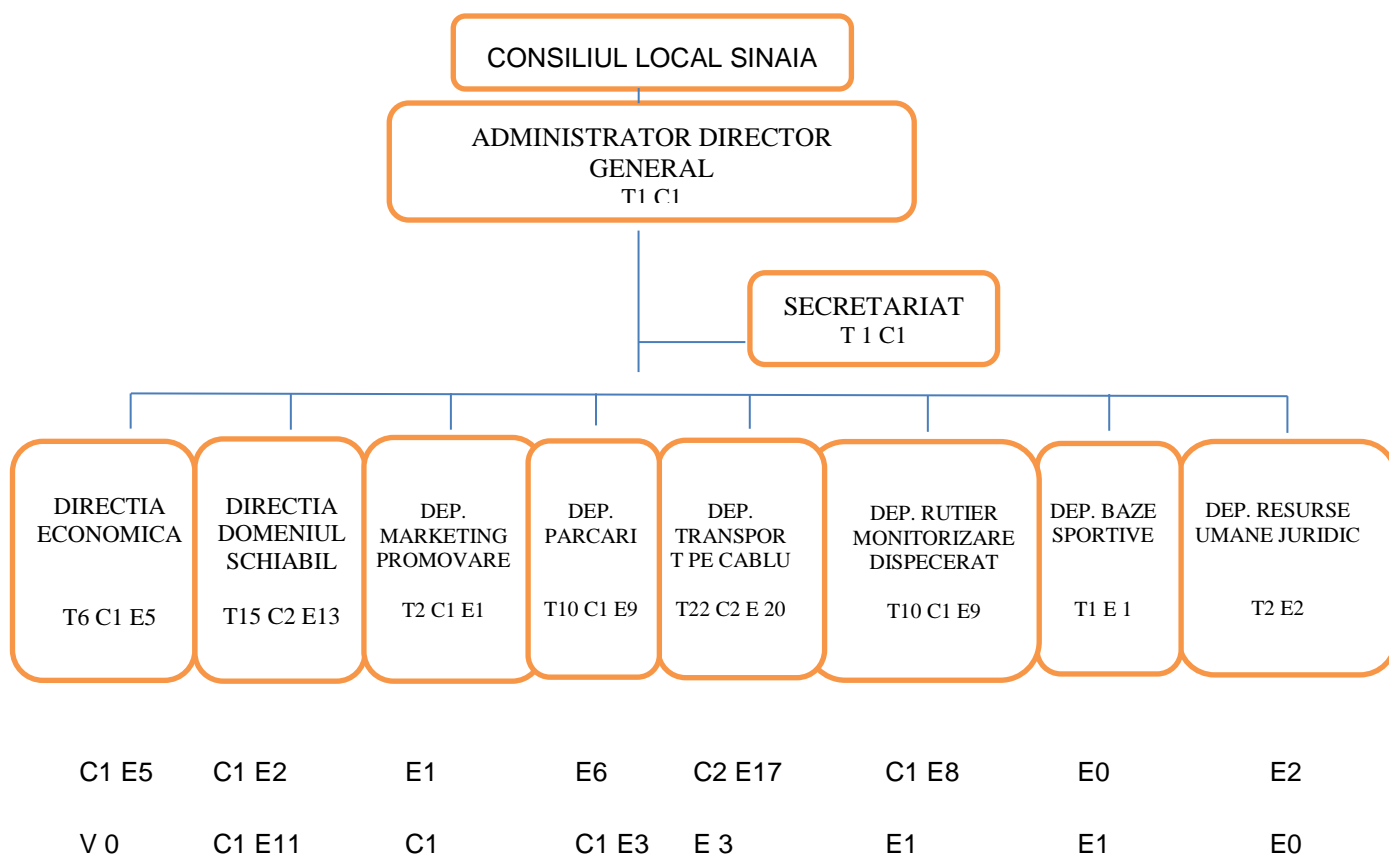 CONSILIUL LOCAL SINAIA
ADMINISTRATOR DIRECTOR
GENERAL
T1 C1
SECRETARIAT
T 1 C1
DIRECTIA
ECONOMICA
T6 C1 E5
DIRECTIA
DOMENIUL
SCHIABIL
T15 C2 E13
DEP.
MARKETING
PROMOVARE
T2 C1 E1
DEP.
PARCARI
T10 C1 E9
DEP.
TRANSPOR
T PE CABLU
T22 C2 E 20
DEP. RUTIER
MONITORIZARE
DISPECERAT
T10 C1 E9
DEP. BAZE
SPORTIVE
T1 E 1
DEP. RESURSE
UMANE JURIDIC
T2 E2
C1 E5 C1 E2 E1 E6 C2 E17 C1 E8 E0 E2
V 0 C1 E11 C1 C1 E3 E 3 E1 E1 E0